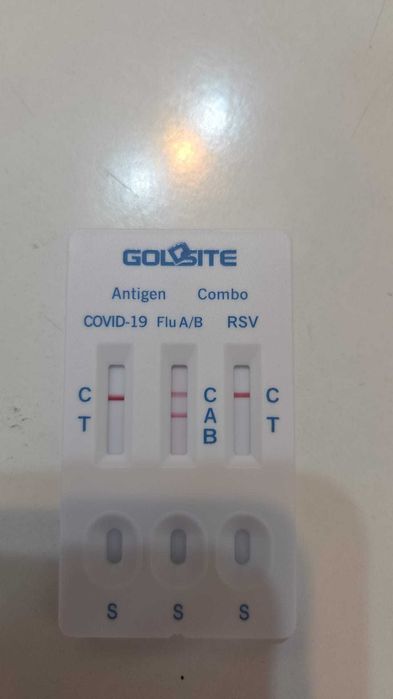 GOLDSITE
Antigen Combo
COVID-19 Flu A/B RSV
C C C
T A T
B
S S S